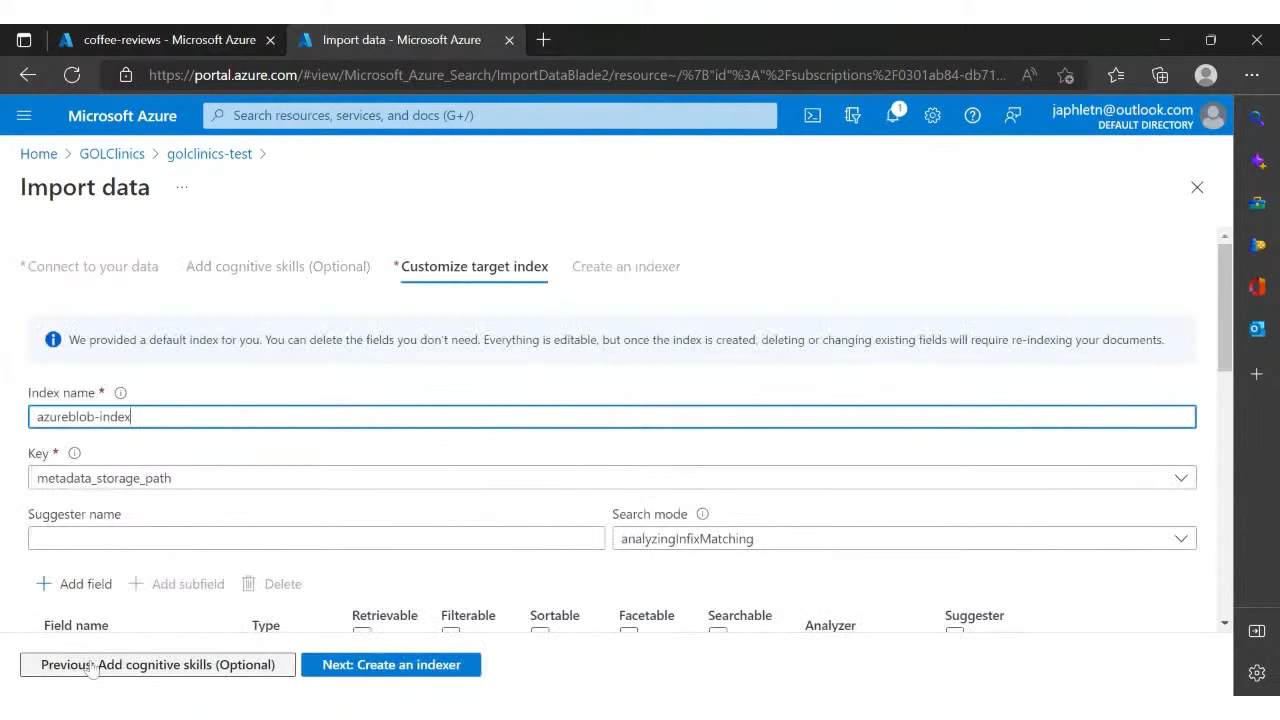 coffee-reviews - Microsoft Azure
Import data - Microsoft Azure
https://portal.azure.com/#view/Microsoft_Azure_Search/ImportDataBlade2/resource~/%7B"id"%3A"%2Fsubscriptions%2F0301ab84-db71...
Microsoft Azure
Search resources, services, and docs (G+/)
1
japhletn@outlook.com
DEFAULT DIRECTORY
Home > GOLClinics > golclinics-test >
Import data ...
* Connect to your data
Add cognitive skills (Optional)
* Customize target index
Create an indexer
We provided a default index for you. You can delete the fields you don't need. Everything is editable, but once the index is created, deleting or changing existing fields will require re-indexing your documents.
Index name *
azureblob-index
Key *
metadata_storage_path
Suggester name
Search mode
analyzingInfixMatching
+ Add field + Add subfield Delete
Field name
Type
Retrievable
Filterable
Sortable
Facetable
Searchable
Analyzer
Suggester
Previous: Add cognitive skills (Optional)
Next: Create an indexer